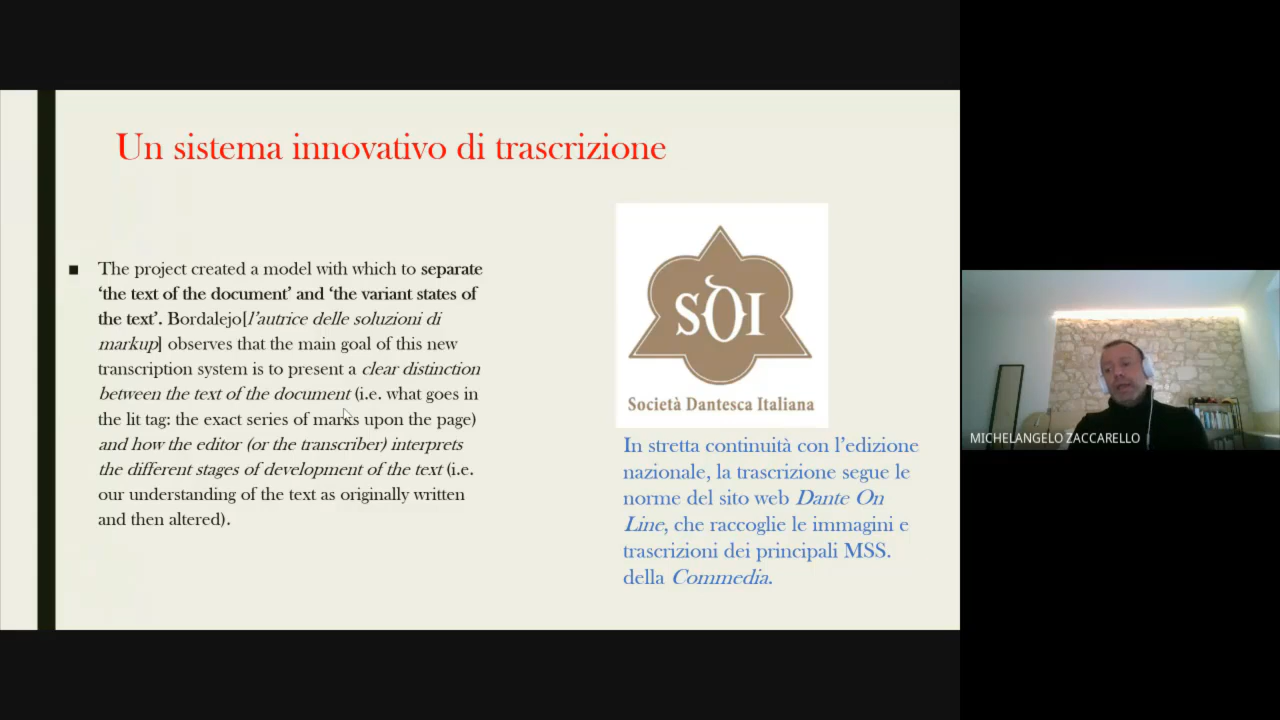 Un sistema innovativo di trascrizione
■ The project created a model with which to separate
‘the text of the document’ and ‘the variant states of
the text’. Bordalejo[l’autrice delle soluzioni di
markup] observes that the main goal of this new
transcription system is to present a clear distinction
between the text of the document (i.e. what goes in
the lit tag: the exact series of marks upon the page)
and how the editor (or the transcriber) interprets
the different stages of development of the text (i.e.
our understanding of the text as originally written
and then altered).
SDI
Società Dantesca Italiana
In stretta continuità con l’edizione
nazionale, la trascrizione segue le
norme del sito web Dante On
Line, che raccoglie le immagini e
trascrizioni dei principali MSS.
della Commedia.
MICHELANGELO ZACCARELLO